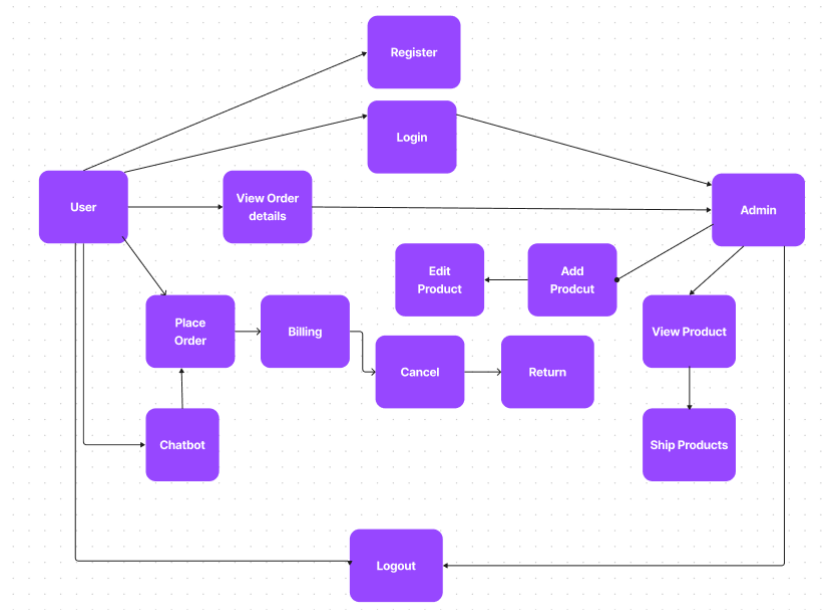 Register
Login
User
View Order
details
Admin
Edit
Product
Add
Prodcut
Place
Order
Billing
View Product
Cancel
Return
Chatbot
Ship Products
Logout